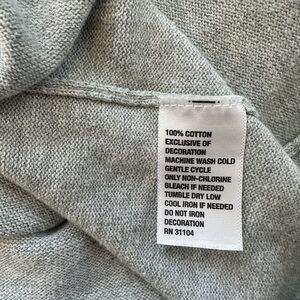 100% COTTON
EXCLUSIVE OF
DECORATION
MACHINE WASH COLD
GENTLE CYCLE
ONLY NON-CHLORINE
BLEACH IF NEEDED
TUMBLE DRY LOW
COOL IRON IF NEEDED
DO NOT IRON
DECORATION
RN 31104